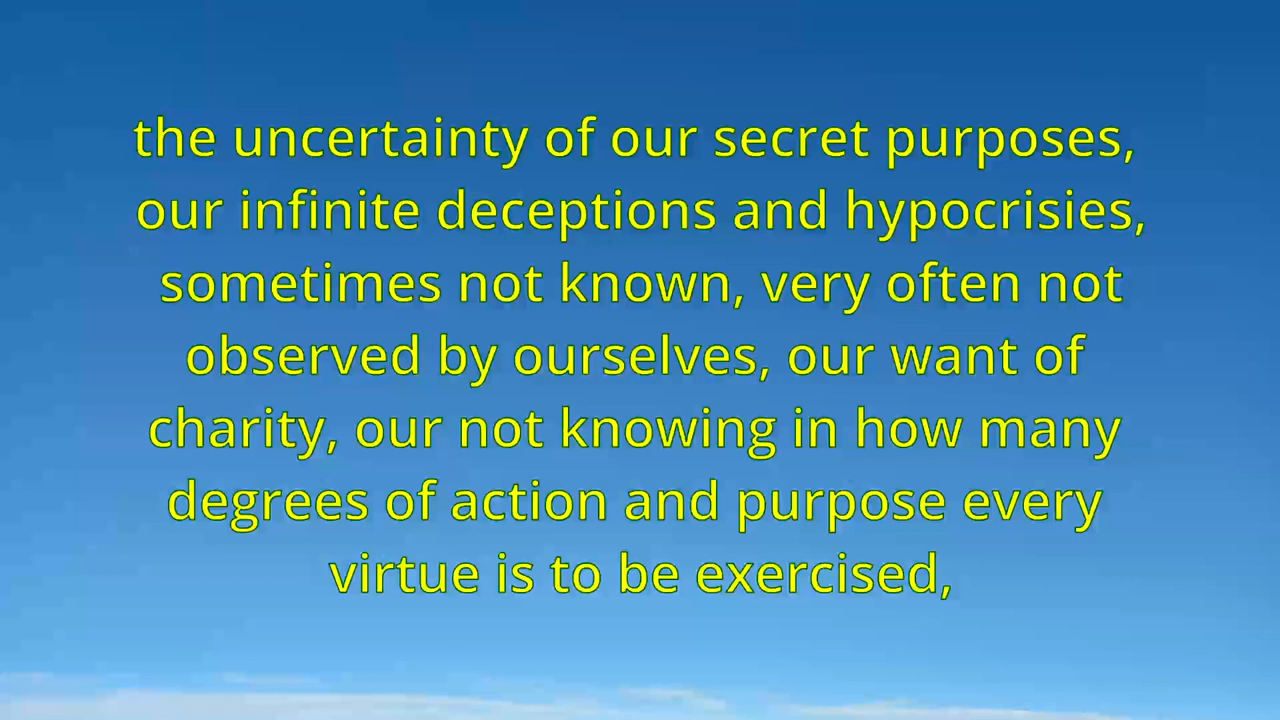 the uncertainty of our secret purposes,
our infinite deceptions and hypocrisies,
sometimes not known, very often not
observed by ourselves, our want of
charity, our not knowing in how many
degrees of action and purpose every
virtue is to be exercised,